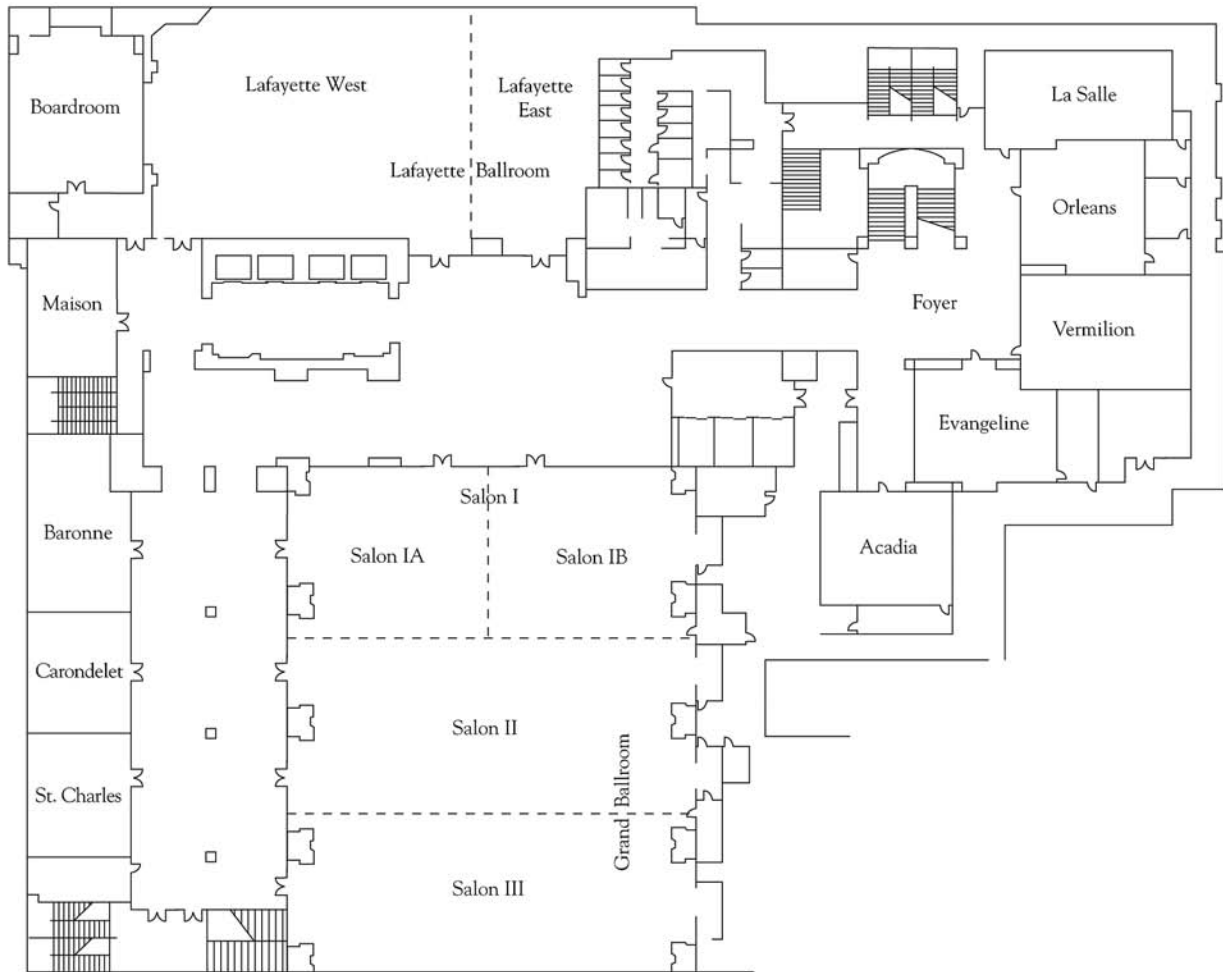 Lafayette West
Lafayette
East
La Salle
Boardroom
Lafayette Ballroom
Orleans
Maison
Foyer
Vermilion
Evangeline
Salon I
Baronne
Salon IA
Salon IB
Acadia
Carondelet
Salon II
Grand Ballroom
St. Charles
Salon III